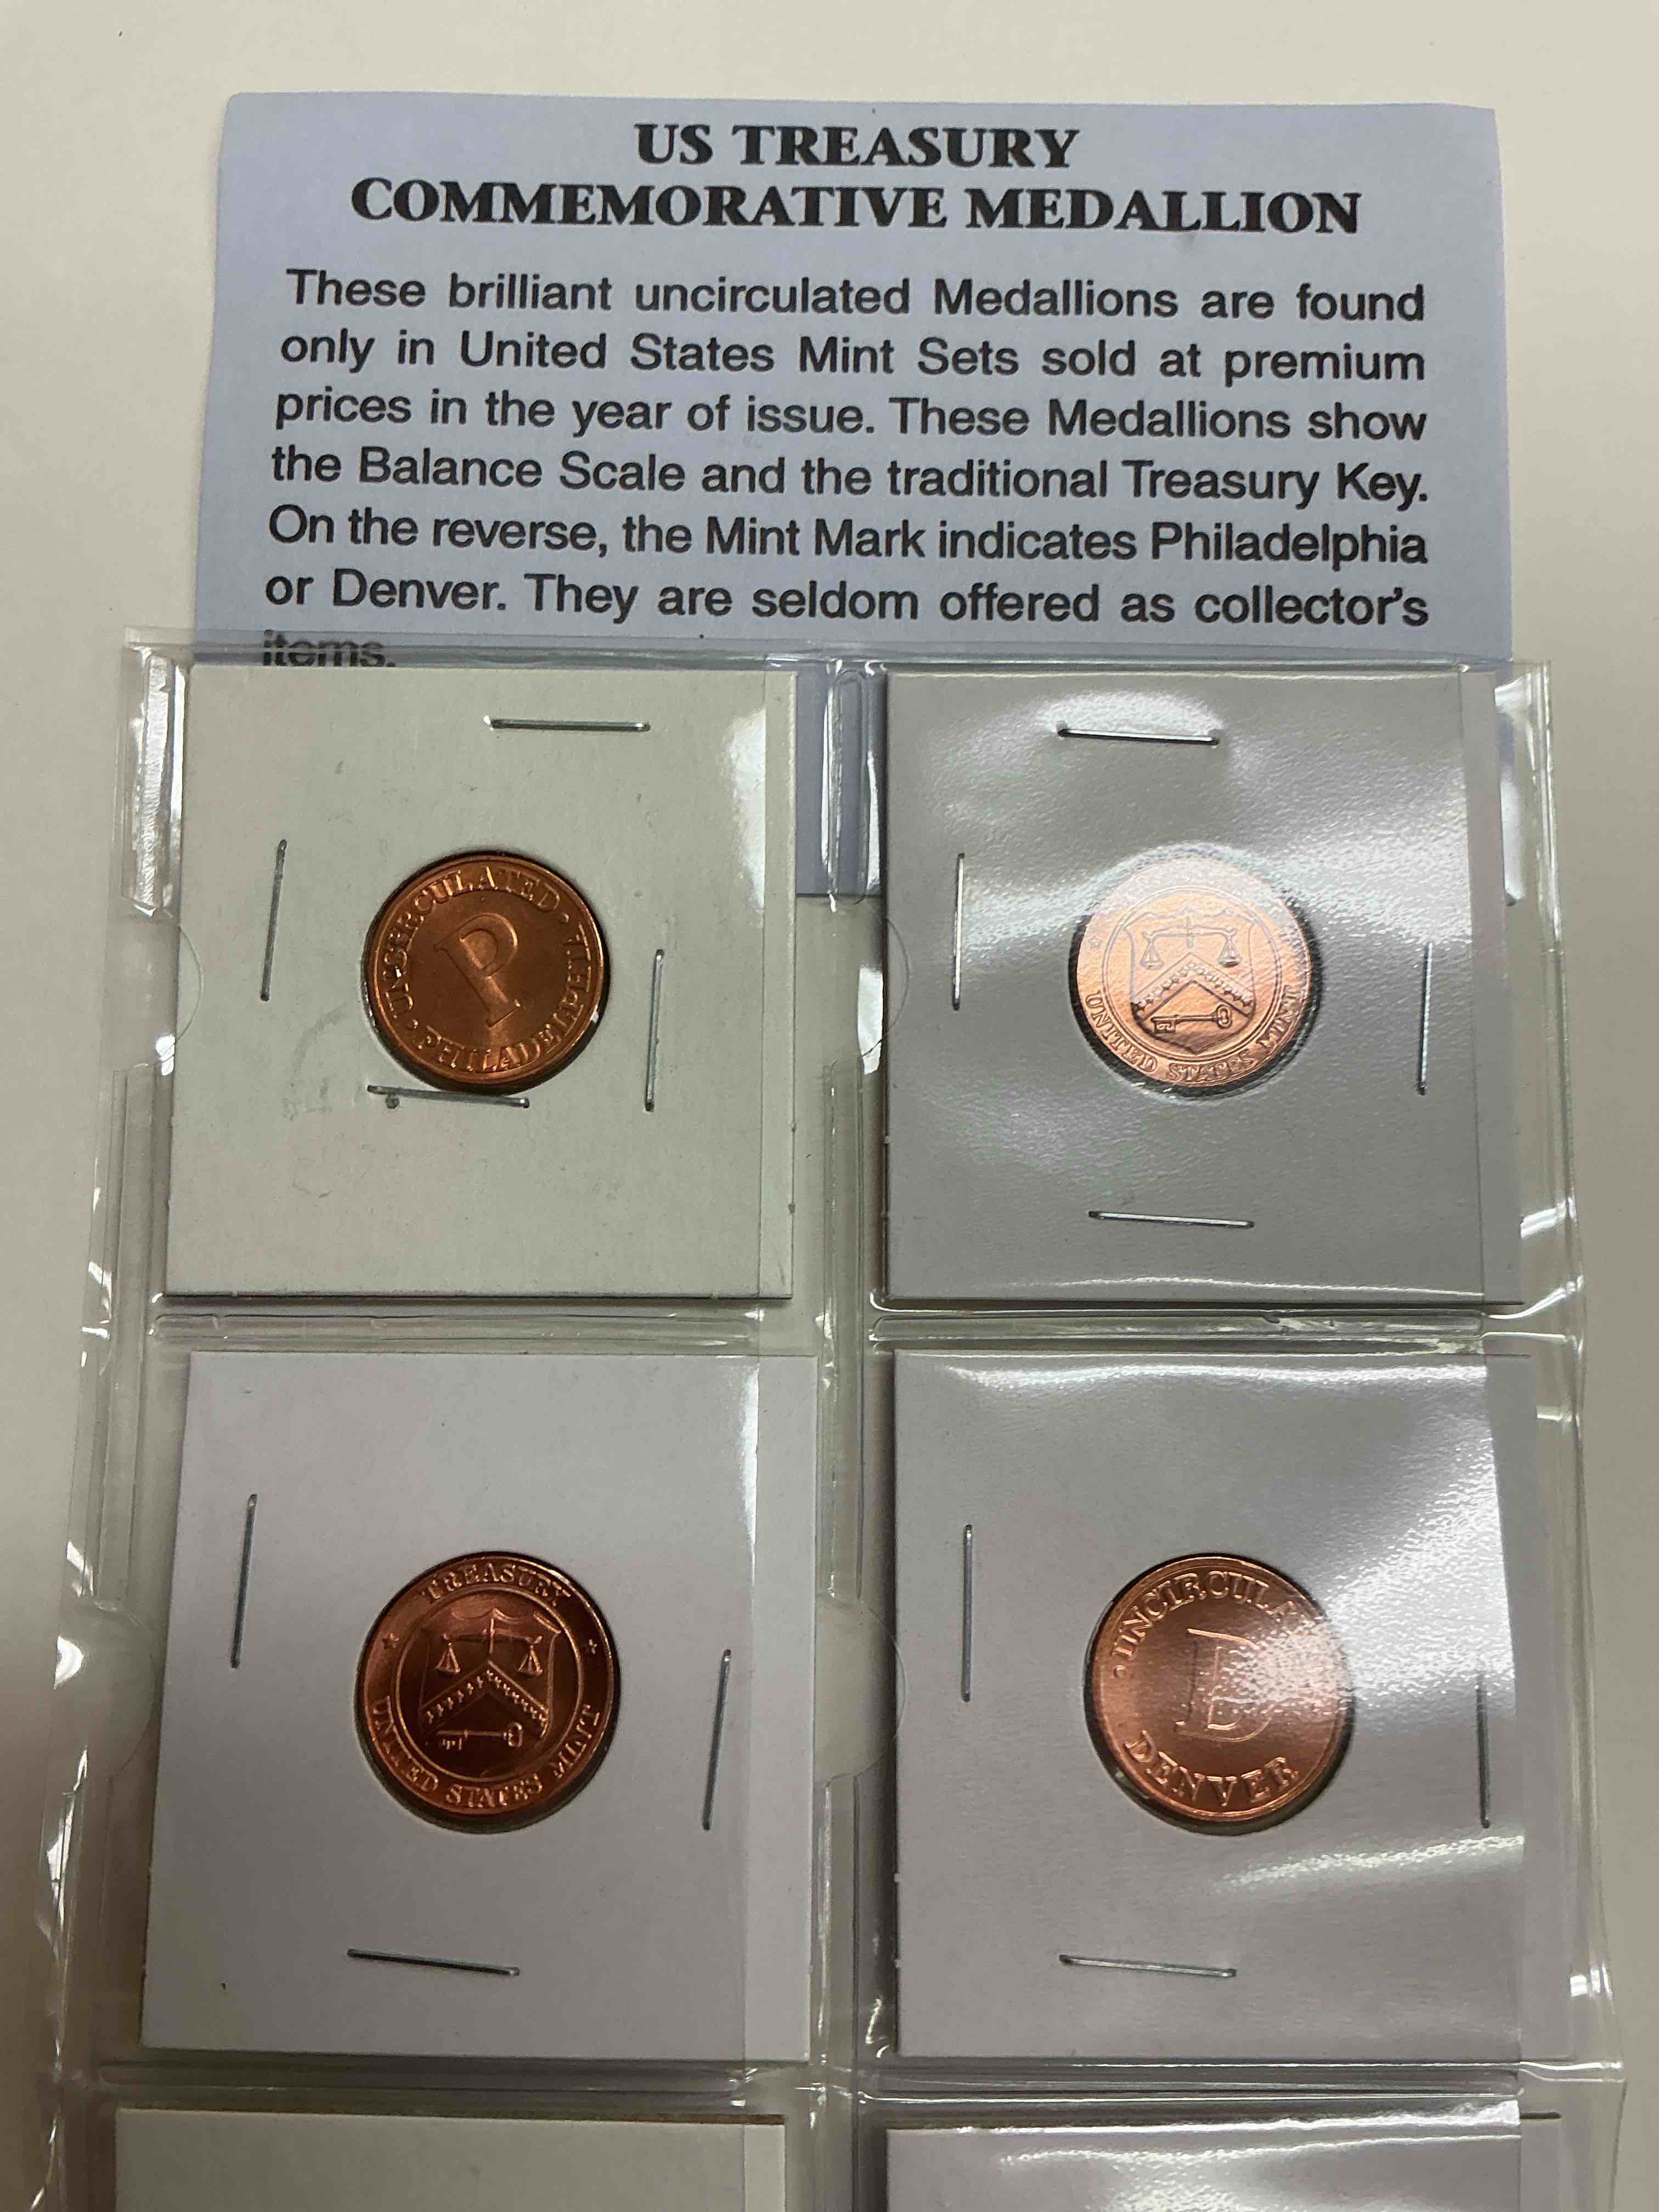 US TREASURY
COMMEMORATIVE MEDALLION
These brilliant uncirculated Medallions are found
only in United States Mint Sets sold at premium
prices in the year of issue. These Medallions show
the Balance Scale and the traditional Treasury Key.
On the reverse, the Mint Mark indicates Philadelphia
or Denver. They are seldom offered as collector's
items.
UNCIRCULATED
P
PHILADELPHIA
UNITED STATES MINT
TREASURY
UNITED STATES MINT
DENVER